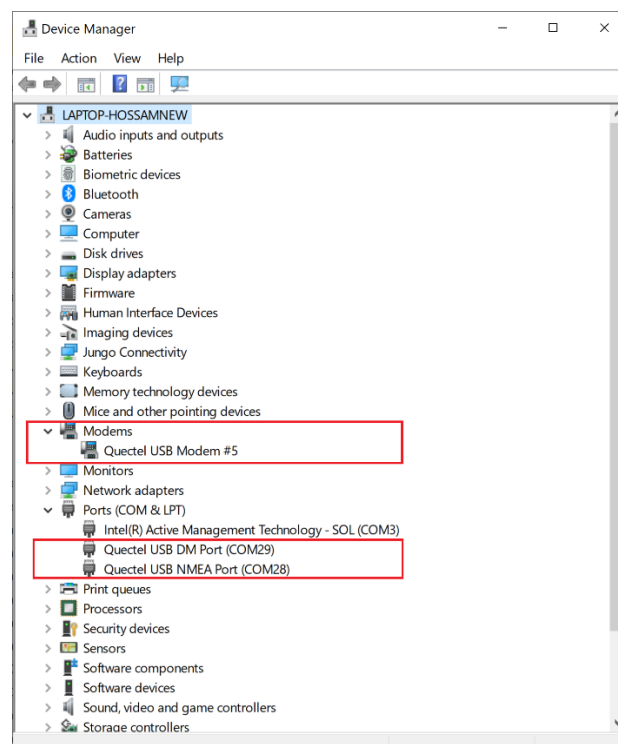 Device Manager
File Action View Help
LAPTOP-HOSSAMNEW
Audio inputs and outputs
Batteries
Biometric devices
Bluetooth
Cameras
Computer
Disk drives
Display adapters
Firmware
Human Interface Devices
Imaging devices
Jungo Connectivity
Keyboards
Memory technology devices
Mice and other pointing devices
Modems
Quectel USB Modem #5
Monitors
Network adapters
Ports (COM & LPT)
Intel(R) Active Management Technology - SOL (COM3)
Quectel USB DM Port (COM29)
Quectel USB NMEA Port (COM28)
Print queues
Processors
Security devices
Sensors
Software components
Software devices
Sound, video and game controllers
Storage controllers